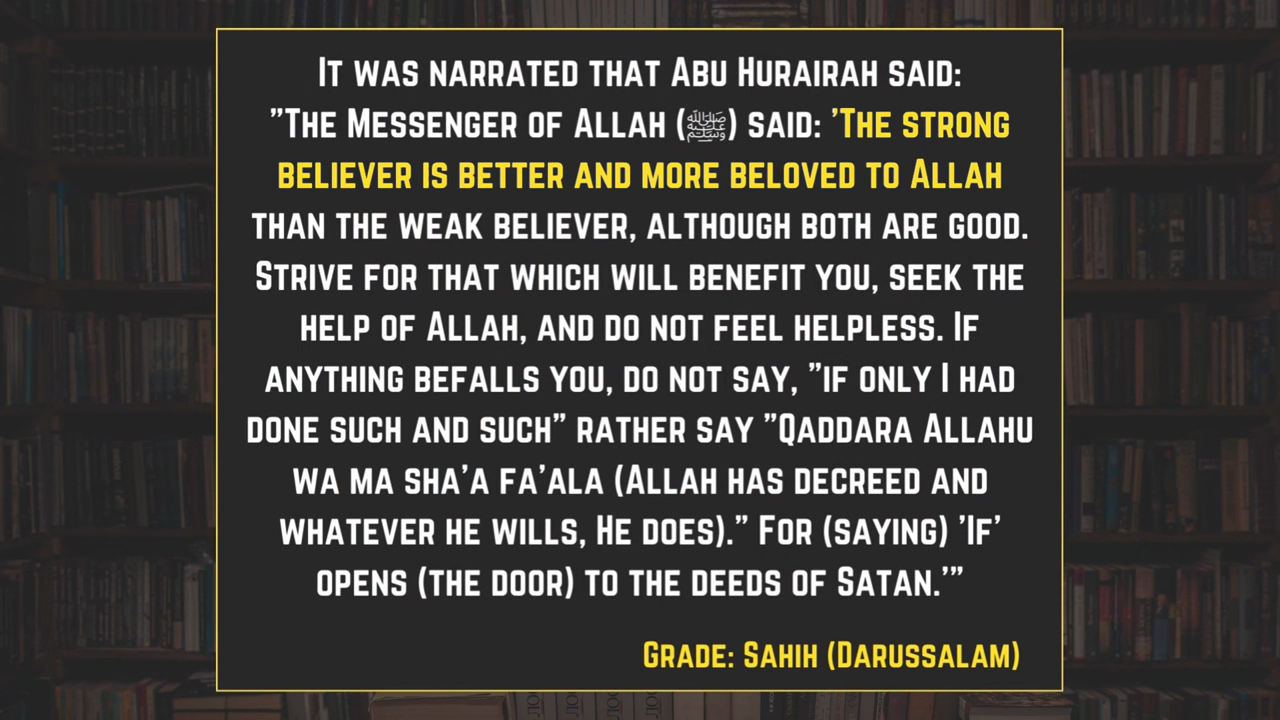 It was narrated that Abu Hurairah said:
"The Messenger of Allah (ﷺ) said: 'The strong
believer is better and more beloved to Allah
than the weak believer, although both are good.
Strive for that which will benefit you, seek the
help of Allah, and do not feel helpless. If
anything befalls you, do not say, "if only I had
done such and such" rather say "Qaddara Allahu
wa ma sha'a fa'ala (Allah has decreed and
whatever he wills, He does)." For (saying) 'If'
opens (the door) to the deeds of Satan.'"
Grade: Sahih (Darussalam)